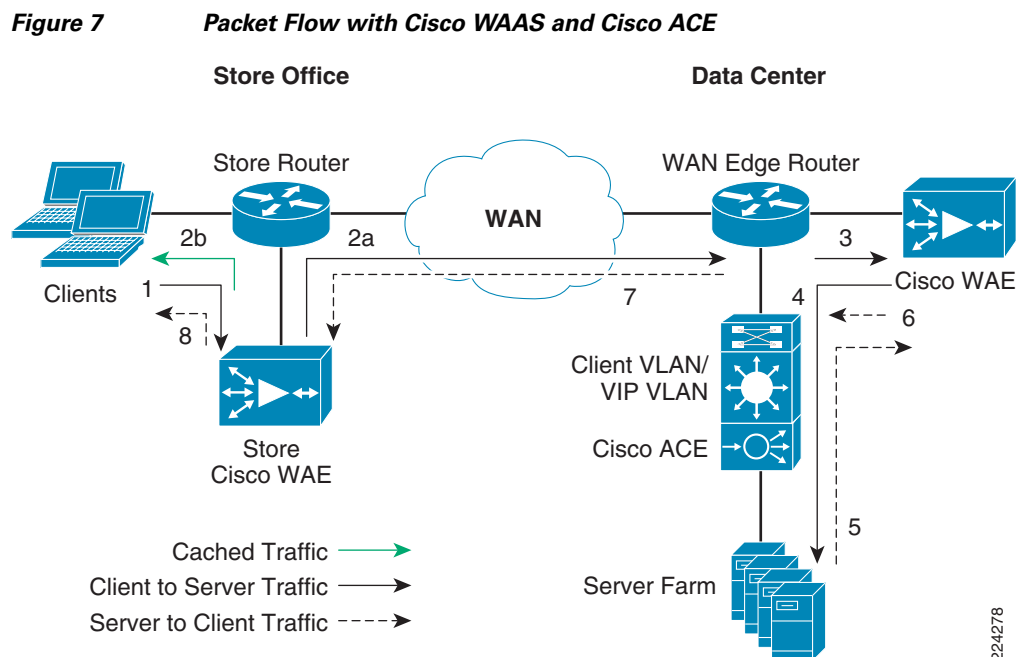 Figure 7 Packet Flow with Cisco WAAS and Cisco ACE
Store Office
Data Center
Store Router
WAN Edge Router
WAN
2b
2a
3
Clients
1
7
4
Cisco WAE
8
6
Client VLAN/
VIP VLAN
Store
Cisco WAE
Cisco ACE
5
Cached Traffic
Client to Server Traffic
Server to Client Traffic
Server Farm
224278